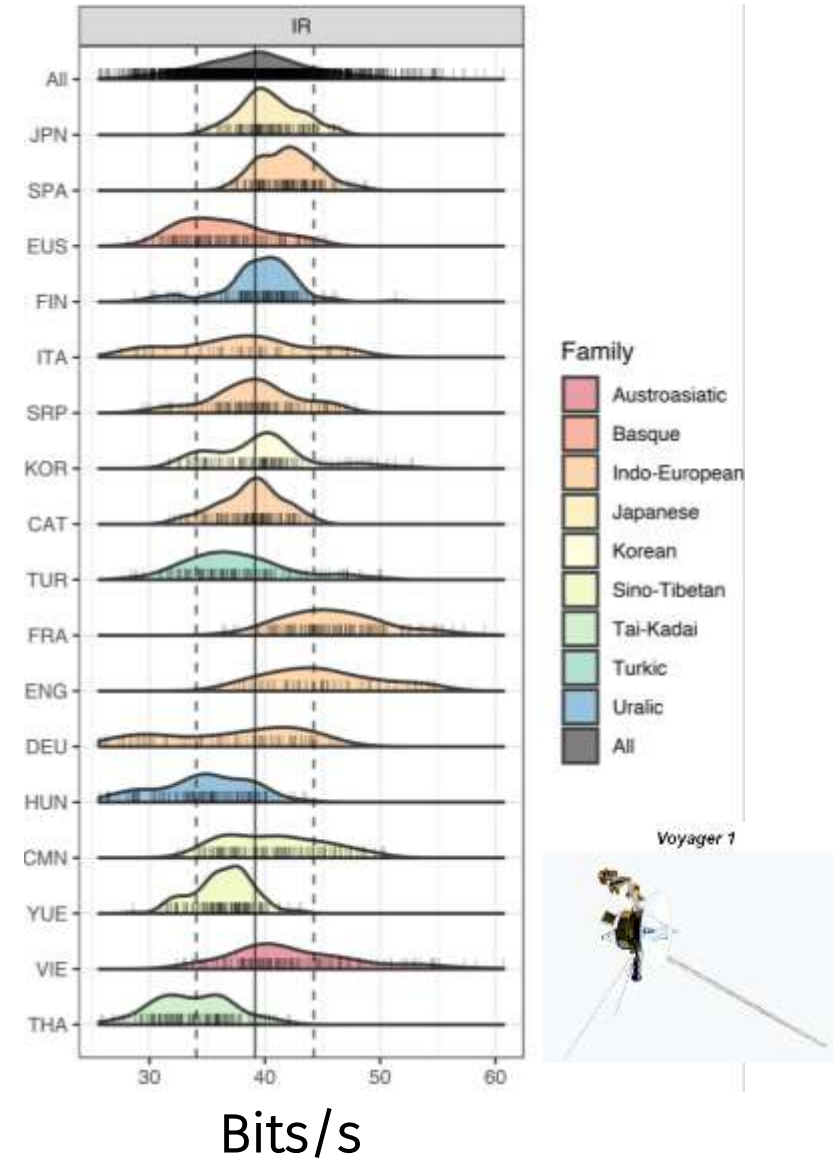 IR
All
JPN
SPA
EUS
FIN
ITA
SRP
KOR
CAT
TUR
FRA
ENG
DEU
HUN
CMN
YUE
VIE
THA
30 40 50 60
Bits/s
Family
Austroasiatic
Basque
Indo-European
Japanese
Korean
Sino-Tibetan
Tai-Kadai
Turkic
Uralic
All
Voyager 1